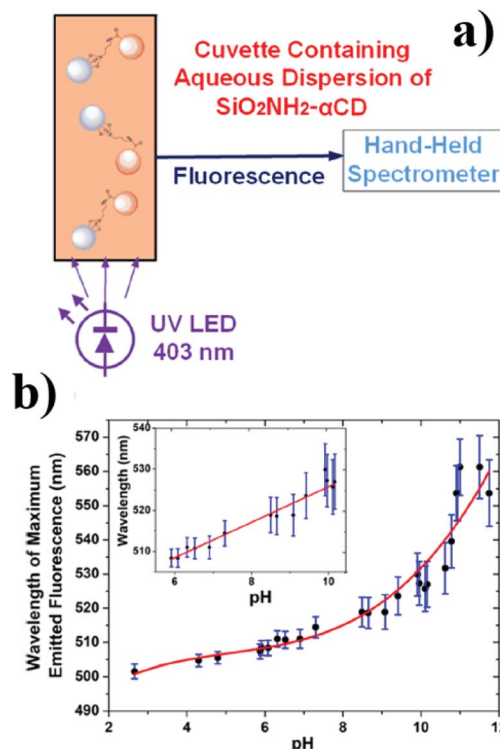 a)
Cuvette Containing
Aqueous Dispersion of
SiO2NH2-αCD
Fluorescence
Hand-Held
Spectrometer
UV LED
403 nm
b)
Wavelength of Maximum
Emitted Fluorescence (nm)
570
560
550
540
530
520
510
500
490
2
4
6
8
10
12
pH
Wavelength (nm)
540
530
520
510
6
8
10
pH